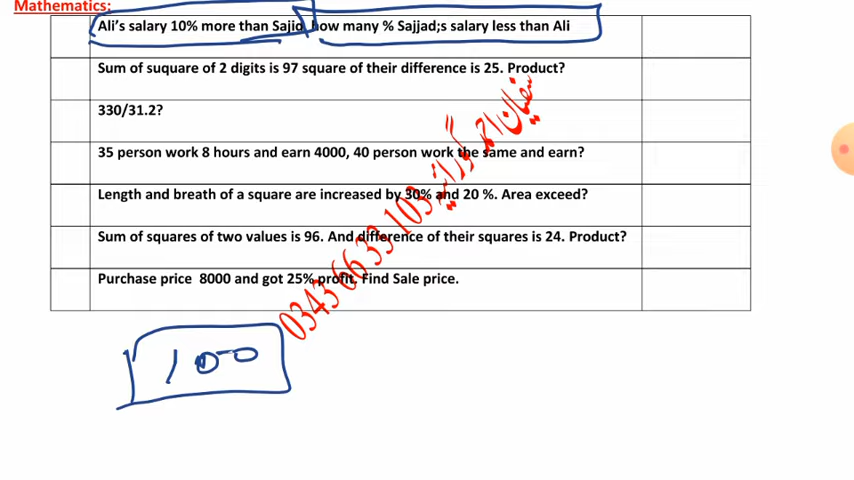 Mathematics:
Ali's salary 10% more than Sajid how many % Sajjad;s salary less than Ali
Sum of suquare of 2 digits is 97 square of their difference is 25. Product?
330/31.2?
35 person work 8 hours and earn 4000, 40 person work the same and earn?
Length and breath of a square are increased by 30% and 20 %. Area exceed?
Sum of squares of two values is 96. And difference of their squares is 24. Product?
Purchase price 8000 and got 25% profit. Find Sale price.
0343 6633 103
100